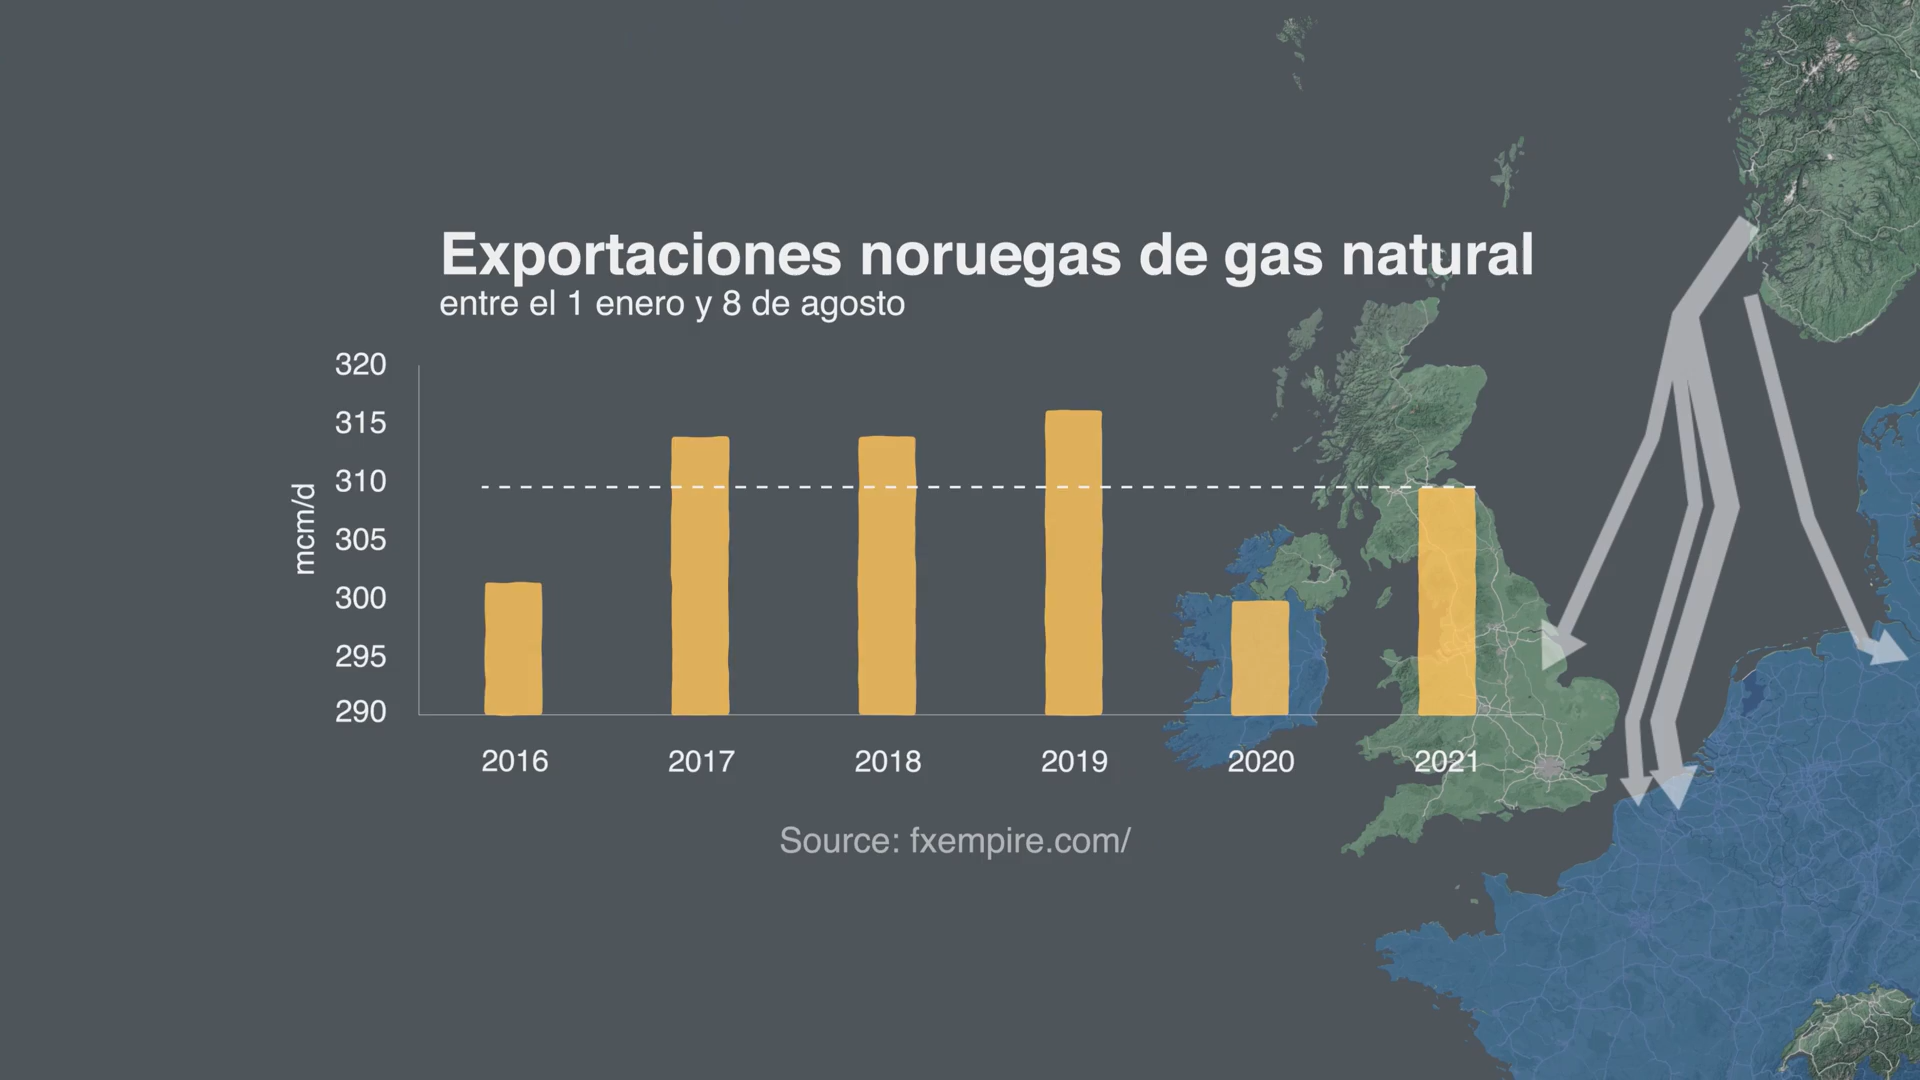 Exportaciones noruegas de gas natural
entre el 1 enero y 8 de agosto
320
315
310
305
300
295
290
mcm/d
2016 2017 2018 2019 2020 2021
Source: fxempire.com/